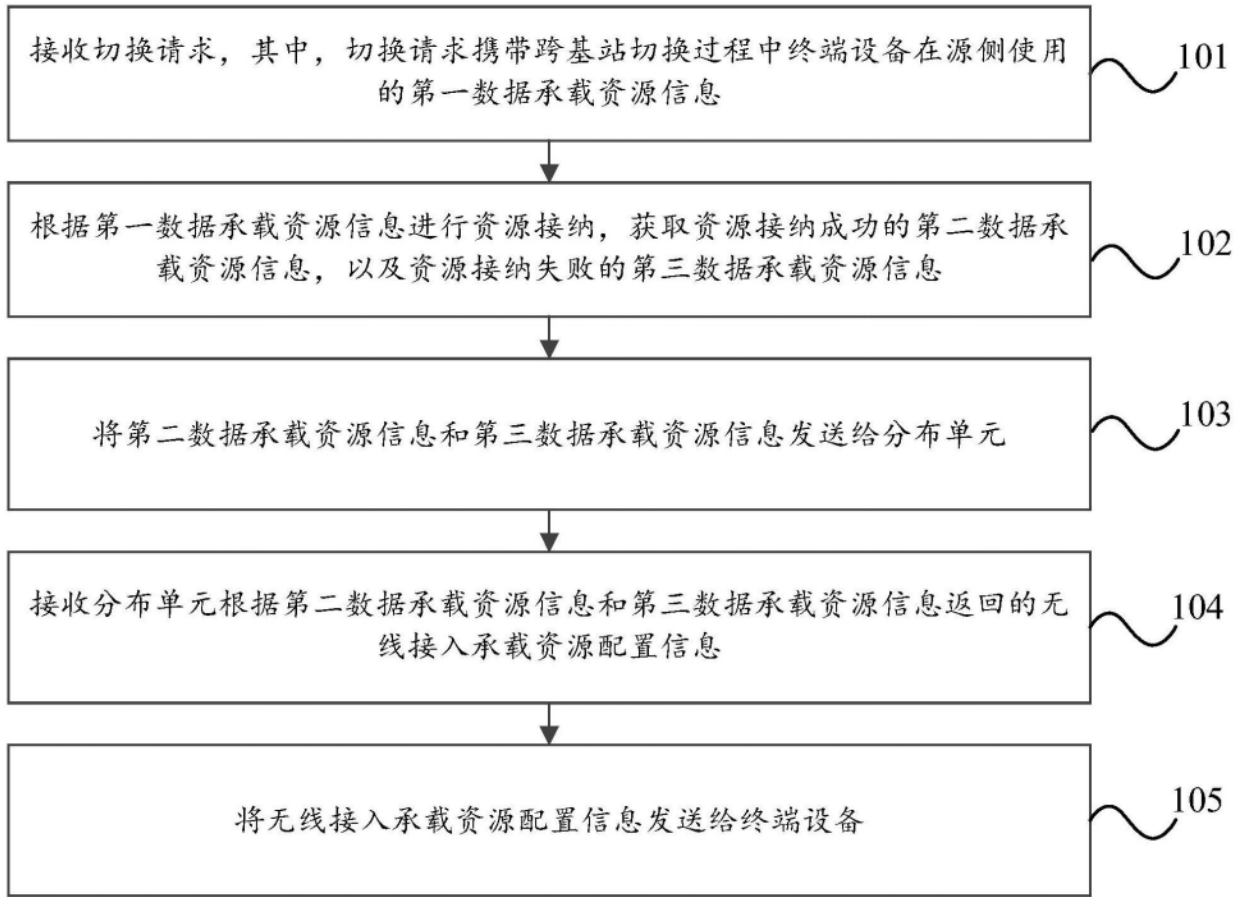 接收切换请求，其中，切换请求携带跨基站切换过程中终端设备在源侧使用
的第一数据承载资源信息
101
根据第一数据承载资源信息进行资源接纳，获取资源接纳成功的第二数据承
载资源信息，以及资源接纳失败的第三数据承载资源信息
102
将第二数据承载资源信息和第三数据承载资源信息发送给分布单元
103
接收分布单元根据第二数据承载资源信息和第三数据承载资源信息返回的无
线接入承载资源配置信息
104
将无线接入承载资源配置信息发送给终端设备
105